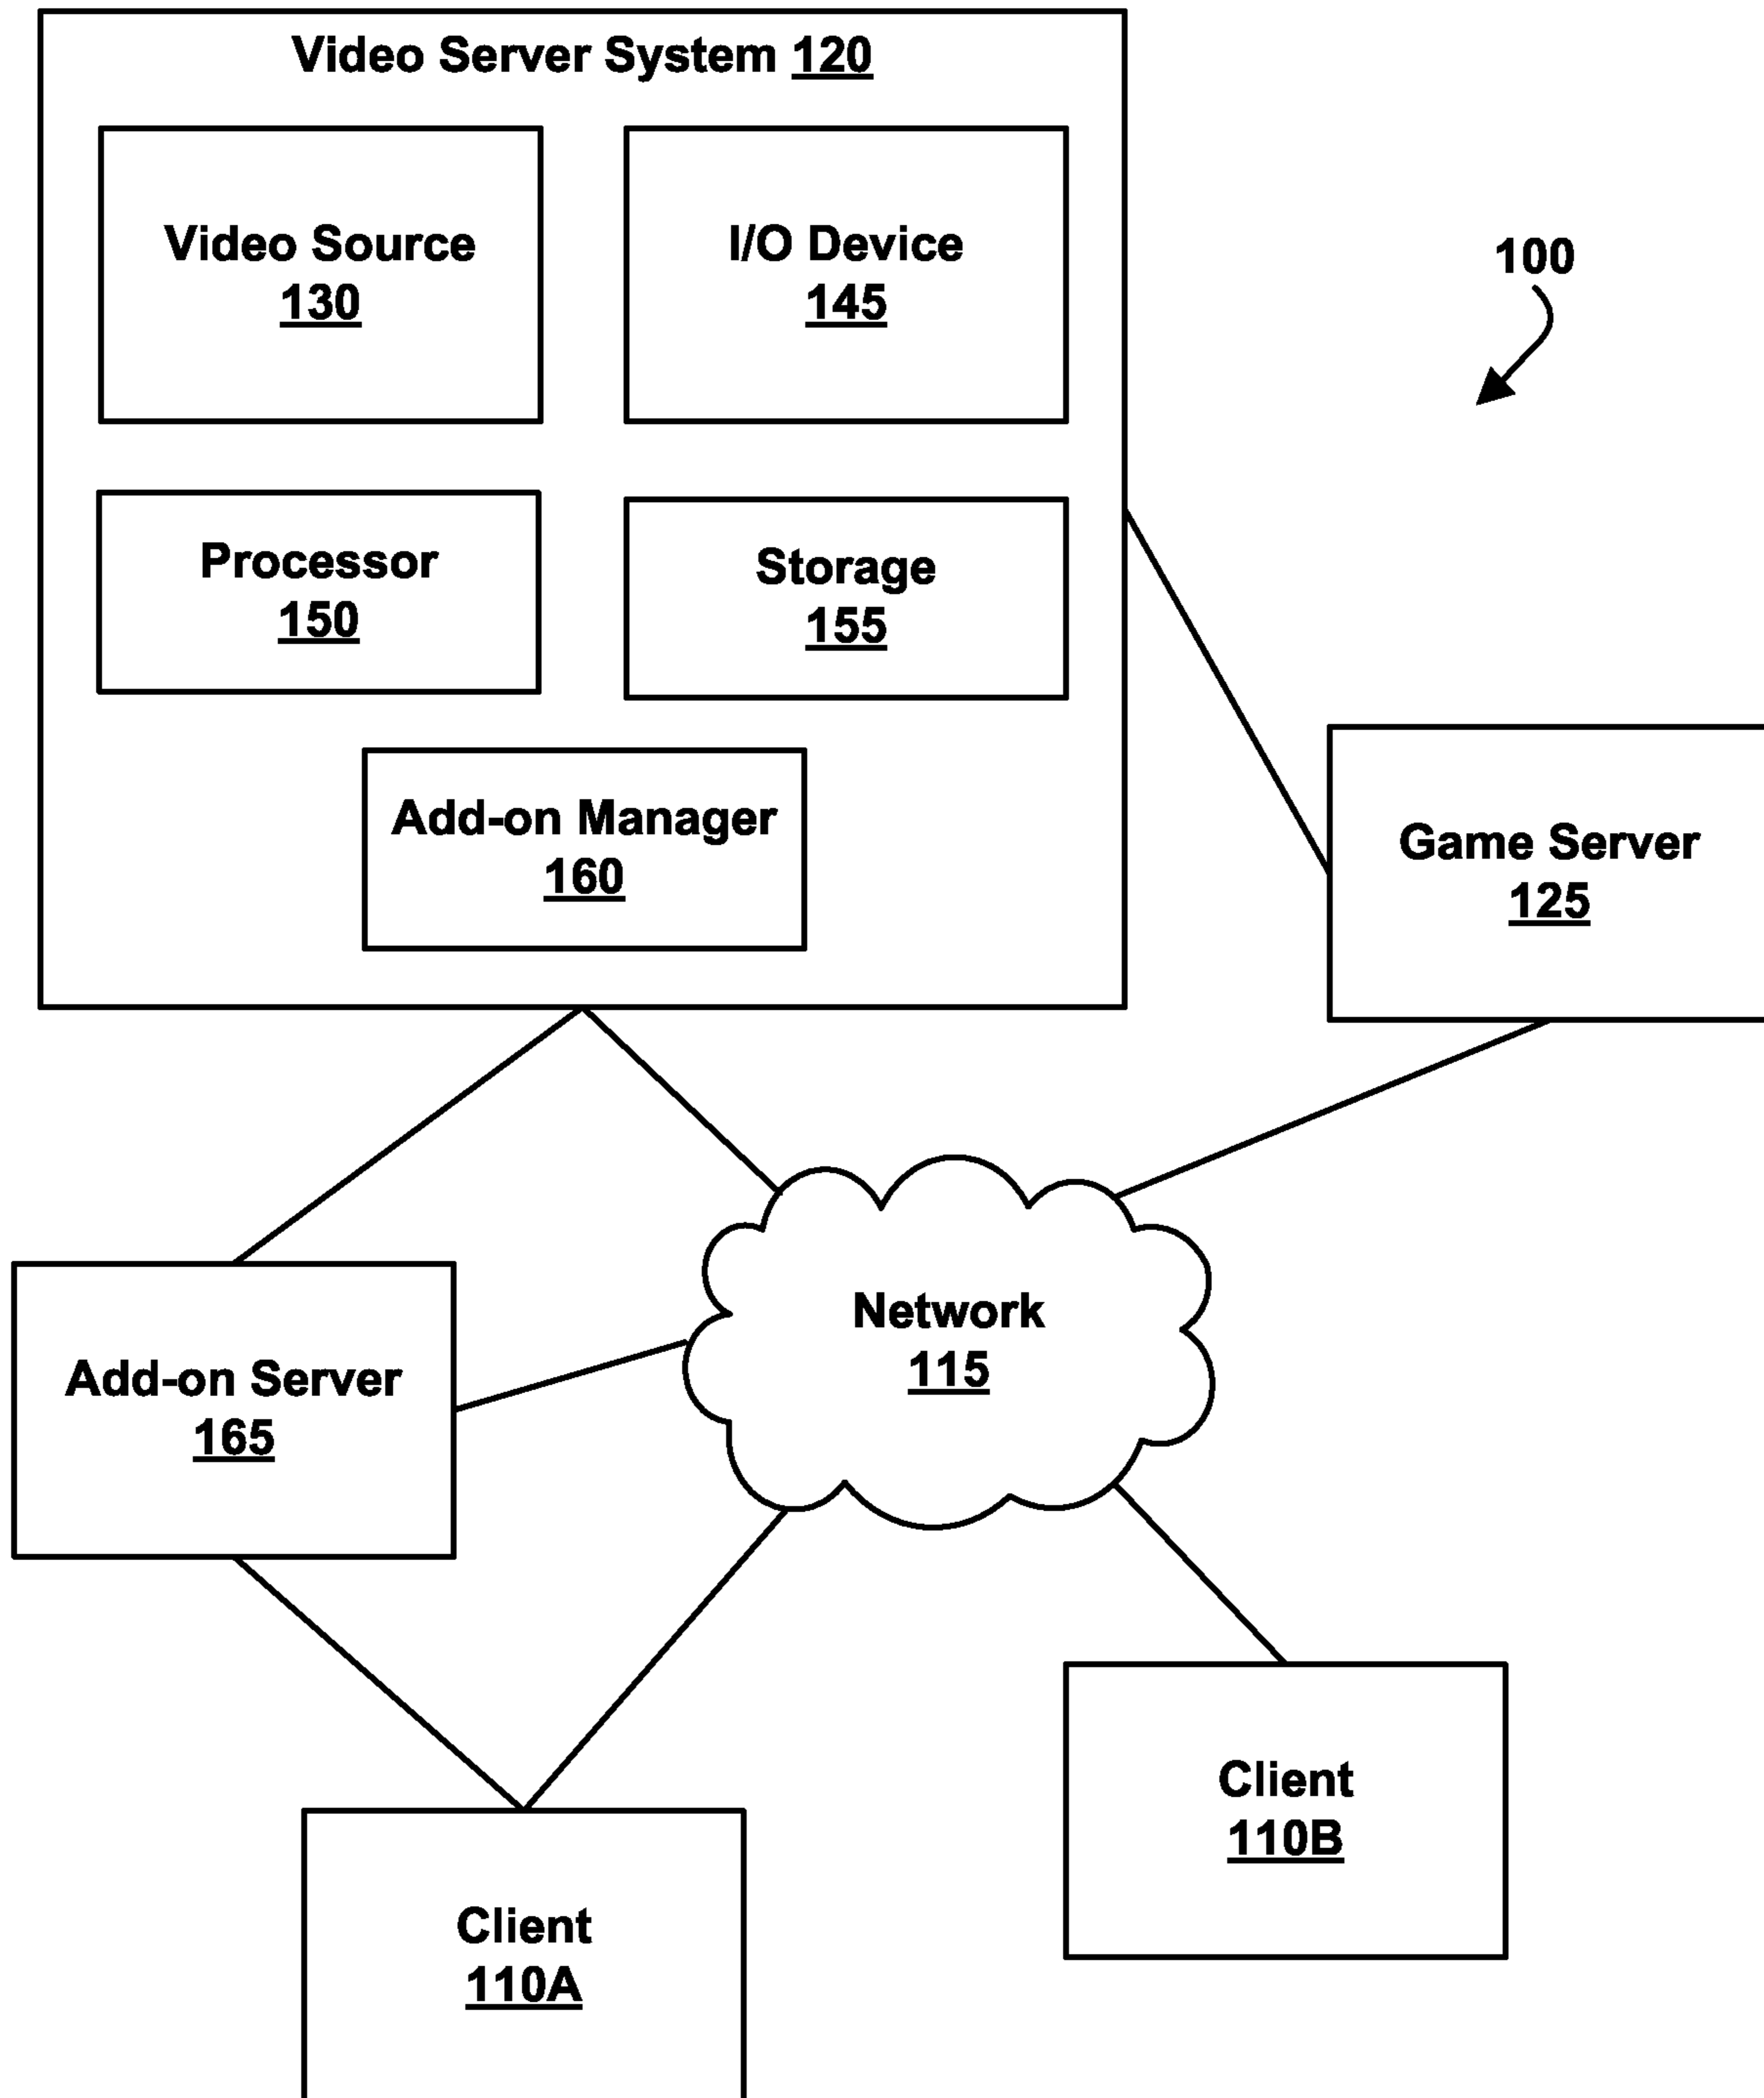 Video Server System 120
Video Source
130
I/O Device
145
100
Processor
150
Storage
155
Add-on Manager
160
Game Server
125
Network
115
Add-on Server
165
Client
110B
Client
110A